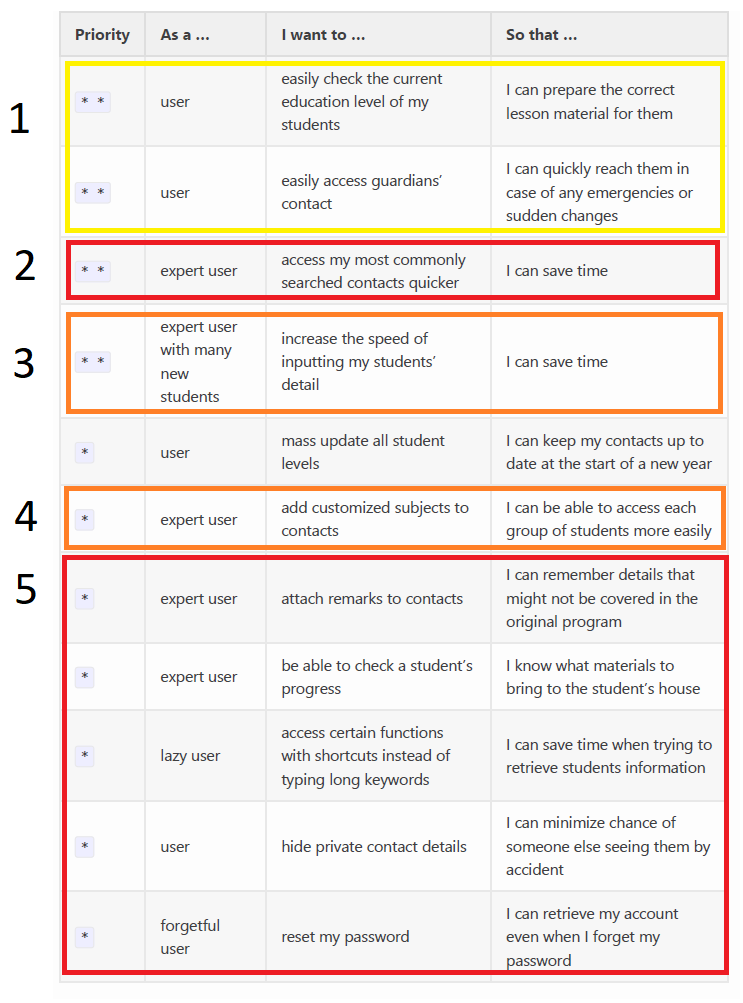 Priority As a … I want to … So that …
1
* * user easily check the current education level of my students I can prepare the correct lesson material for them
* * user easily access guardians’ contact I can quickly reach them in case of any emergencies or sudden changes
2
* * expert user access my most commonly searched contacts quicker I can save time
3
* * expert user with many new students increase the speed of inputting my students’ detail I can save time
* user mass update all student levels I can keep my contacts up to date at the start of a new year
4
* expert user add customized subjects to contacts I can be able to access each group of students more easily
5
* expert user attach remarks to contacts I can remember details that might not be covered in the original program
* expert user be able to check a student’s progress I know what materials to bring to the student’s house
* lazy user access certain functions with shortcuts instead of typing long keywords I can save time when trying to retrieve students information
* user hide private contact details I can minimize chance of someone else seeing them by accident
* forgetful user reset my password I can retrieve my account even when I forget my password